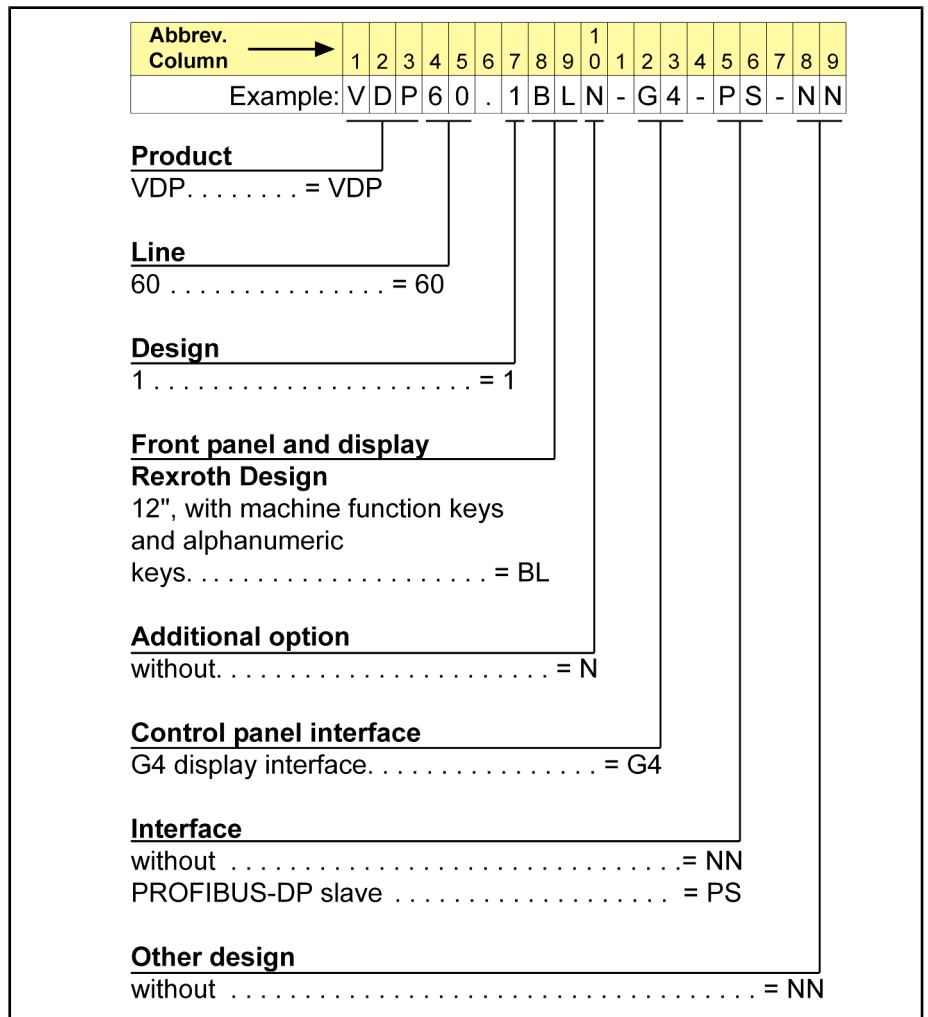 Abbrev. Column 1 2 3 4 5 6 7 8 9 10 1 2 3 4 5 6 7 8 9
Example: V D P 6 0 . 1 B L N - G 4 - P S - N N
Product
VDP. . . . . . . . = VDP
Line
60 . . . . . . . . . . . . . . . = 60
Design
1 . . . . . . . . . . . . . . . . . . . . . . = 1
Front panel and display
Rexroth Design
12", with machine function keys
and alphanumeric
keys. . . . . . . . . . . . . . . . . . . . . = BL
Additional option
without. . . . . . . . . . . . . . . . . . . . . . . = N
Control panel interface
G4 display interface. . . . . . . . . . . . . . . . = G4
Interface
without . . . . . . . . . . . . . . . . . . . . . . . . . . . . . . .= NN
PROFIBUS-DP slave . . . . . . . . . . . . . . . . . . . = PS
Other design
without . . . . . . . . . . . . . . . . . . . . . . . . . . . . . . . . . . . . = NN